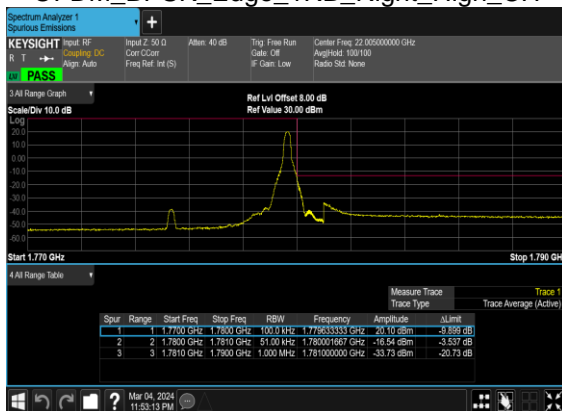 Spectrum Analyzer 1
Spurious Emissions
+
KEYSIGHT Input: RF
R T Coupling: DC
Align: Auto
LU PASS
Input Z: 50 Ω
Corr CCorr
Freq Ref: Int (S)
Atten: 40 dB
Trig: Free Run
Gate: Off
IF Gain: Low
Center Freq: 22.005000000 GHz
Avg|Hold: 100/100
Radio Std: None
3 All Range Graph
Ref Lvl Offset 8.00 dB
Scale/Div 10.0 dB Ref Value 30.00 dBm
Log
20.0
10.0
0.00
-10.0
-20.0
-30.0
-40.0
-50.0
-60.0
Start 1.770 GHz Stop 1.790 GHz
4 All Range Table
Measure Trace Trace 1
Trace Type Trace Average (Active)
Spur Range Start Freq Stop Freq RBW Frequency Amplitude ΔLimit
1 1 1.7700 GHz 1.7800 GHz 100.0 kHz 1.779633333 GHz 20.10 dBm -9.899 dB
2 2 1.7800 GHz 1.7810 GHz 51.00 kHz 1.780001667 GHz -16.54 dBm -3.537 dB
3 3 1.7810 GHz 1.7900 GHz 1.000 MHz 1.781000000 GHz -33.73 dBm -20.73 dB
? Mar 04, 2024
11:53:13 PM